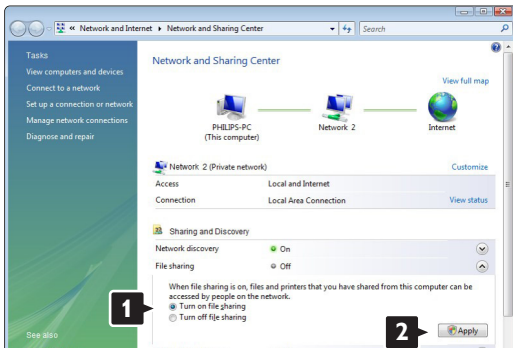 « Network and Internet ▸ Network and Sharing Center
Search
Tasks
View computers and devices
Connect to a network
Set up a connection or network
Manage network connections
Diagnose and repair
See also
Network and Sharing Center
View full map
PHILIPS-PC
(This computer)
Network 2
Internet
Network 2 (Private network)
Customize
Access
Local and Internet
Connection
Local Area Connection
View status
Sharing and Discovery
Network discovery
On
File sharing
Off
When file sharing is on, files and printers that you have shared from this computer can be
accessed by people on the network.
Turn on file sharing
Turn off file sharing
1
2
Apply